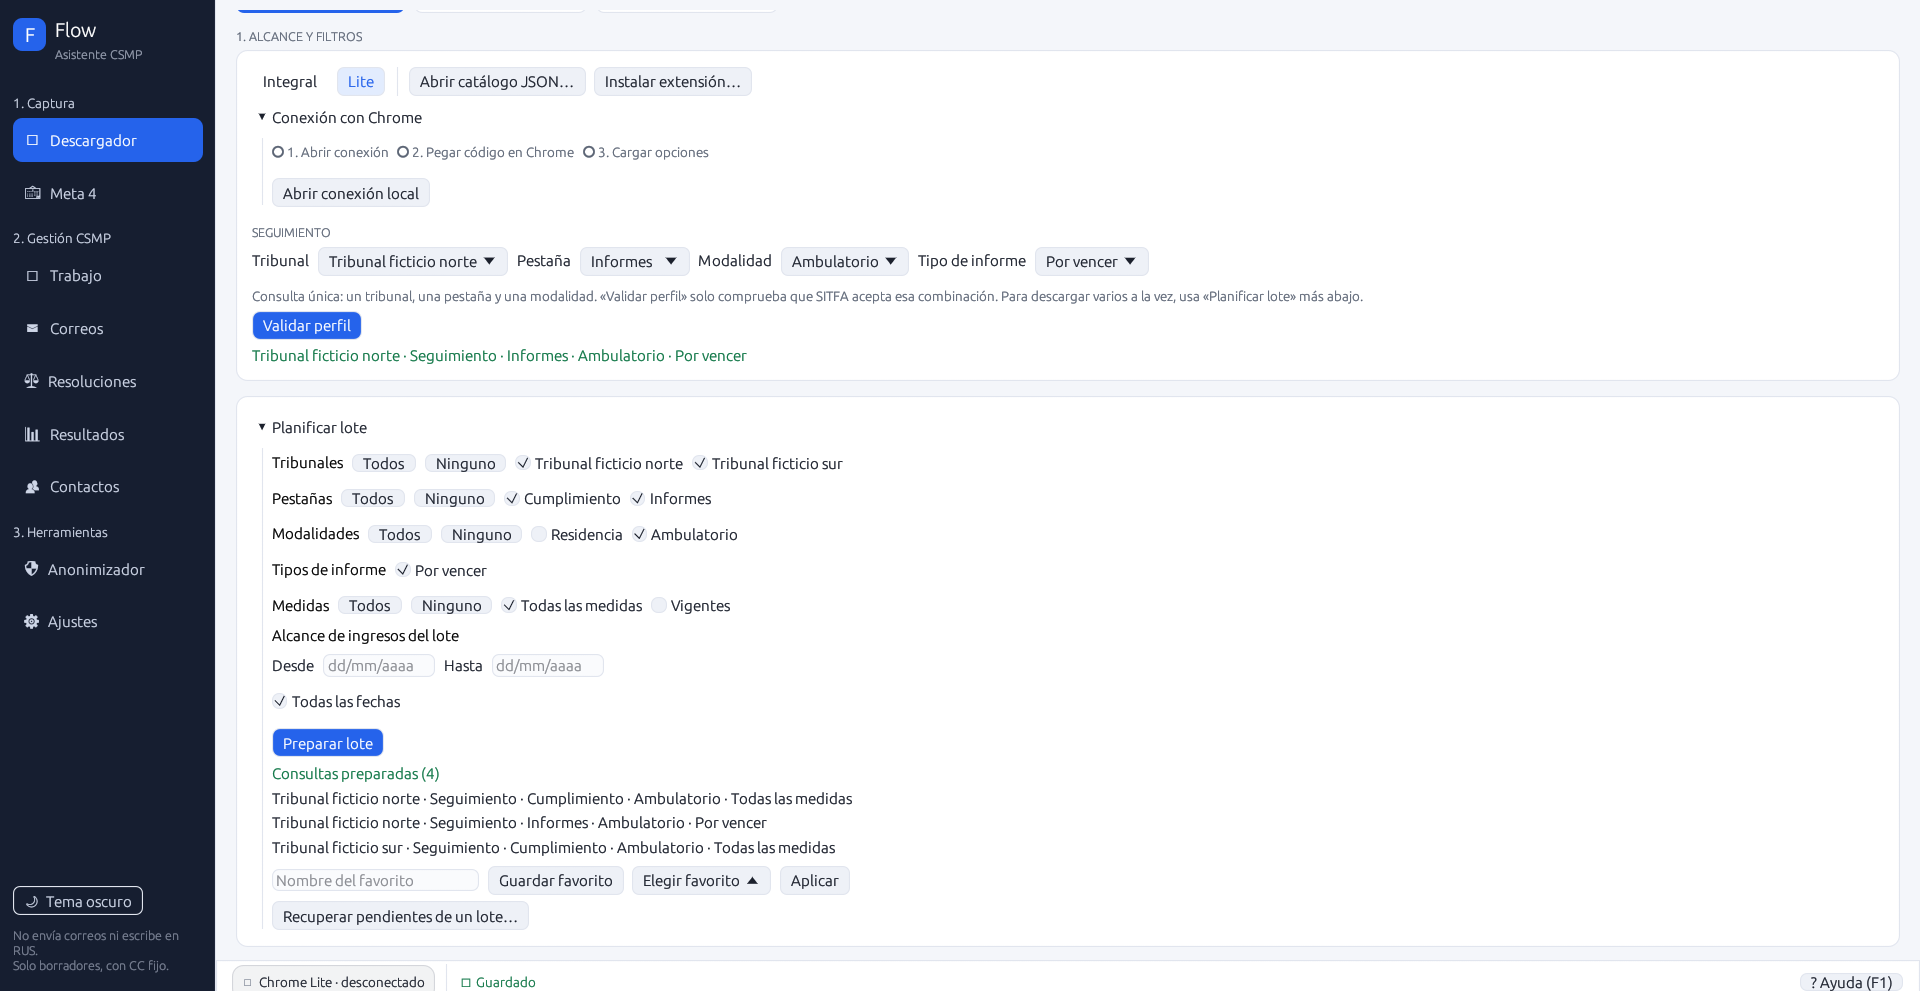 F Flow
Asistente CSMP
1. Captura
Descargador
Meta 4
2. Gestión CSMP
Trabajo
Correos
Resoluciones
Resultados
Contactos
3. Herramientas
Anonimizador
Ajustes
Tema oscuro
No envía correos ni escribe en
RUS.
Solo borradores, con CC fijo.
1. ALCANCE Y FILTROS
Integral Lite Abrir catálogo JSON… Instalar extensión…
Conexión con Chrome
1. Abrir conexión 2. Pegar código en Chrome 3. Cargar opciones
Abrir conexión local
SEGUIMIENTO
Tribunal Tribunal ficticio norte Pestaña Informes Modalidad Ambulatorio Tipo de informe Por vencer
Consulta única: un tribunal, una pestaña y una modalidad. «Validar perfil» solo comprueba que SITFA acepta esa combinación. Para descargar varios a la vez, usa «Planificar lote» más abajo.
Validar perfil
Tribunal ficticio norte · Seguimiento · Informes · Ambulatorio · Por vencer
Planificar lote
Tribunales Todos Ninguno Tribunal ficticio norte Tribunal ficticio sur
Pestañas Todos Ninguno Cumplimiento Informes
Modalidades Todos Ninguno Residencia Ambulatorio
Tipos de informe Por vencer
Medidas Todos Ninguno Todas las medidas Vigentes
Alcance de ingresos del lote
Desde dd/mm/aaaa Hasta dd/mm/aaaa
Todas las fechas
Preparar lote
Consultas preparadas (4)
Tribunal ficticio norte · Seguimiento · Cumplimiento · Ambulatorio · Todas las medidas
Tribunal ficticio norte · Seguimiento · Informes · Ambulatorio · Por vencer
Tribunal ficticio sur · Seguimiento · Cumplimiento · Ambulatorio · Todas las medidas
Nombre del favorito Guardar favorito Elegir favorito Aplicar
Recuperar pendientes de un lote…
Chrome Lite · desconectado Guardado ? Ayuda (F1)